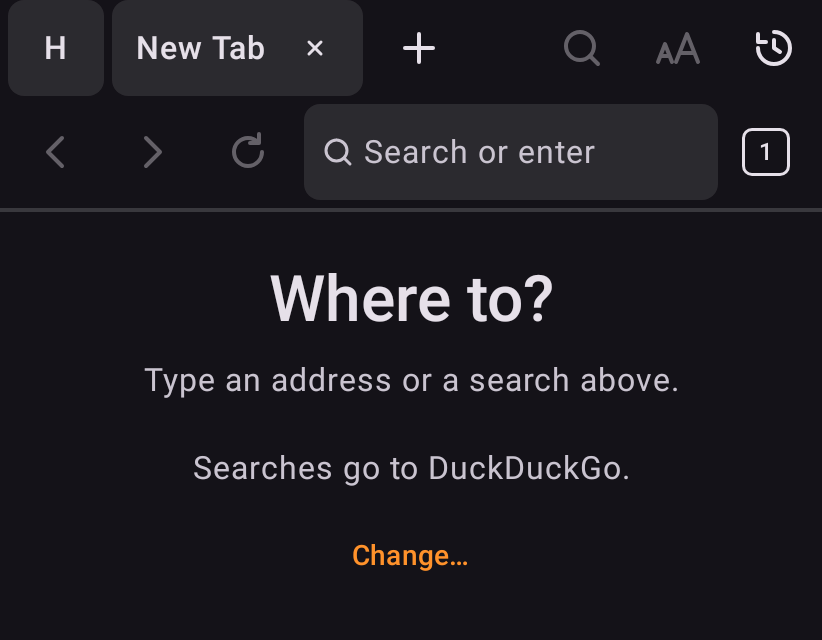 H
New Tab
AA
Search or enter
1
Where to?
Type an address or a search above.
Searches go to DuckDuckGo.
Change…